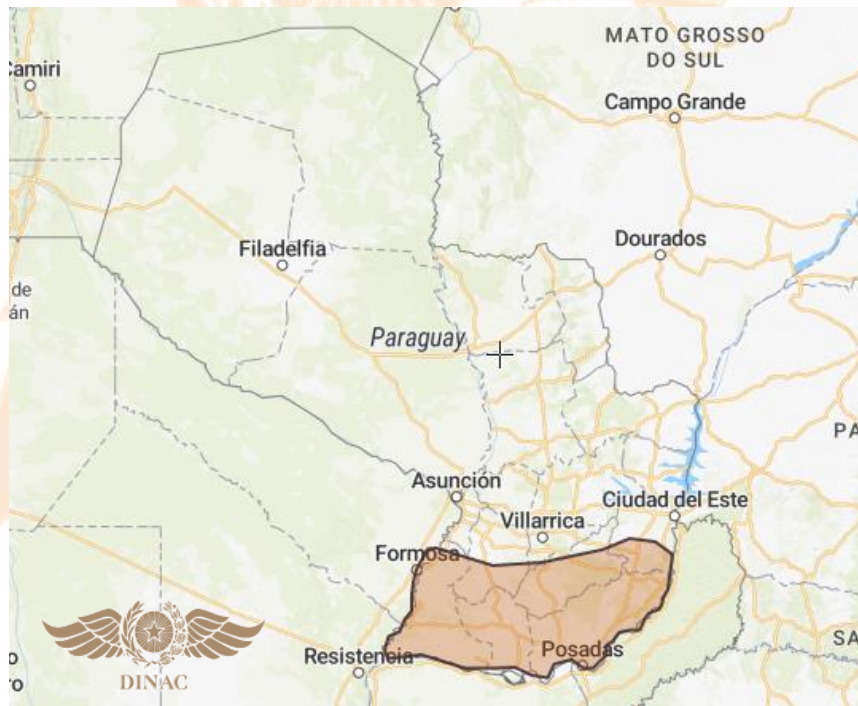 MATO GROSSO
DO SUL
Camiri
Campo Grande
Filadelfia
Dourados
de
án
Paraguay
PA
Asunción
Ciudad del Este
Villarrica
Formosa
SA
Resistencia
Posadas
o
ro
DINAC